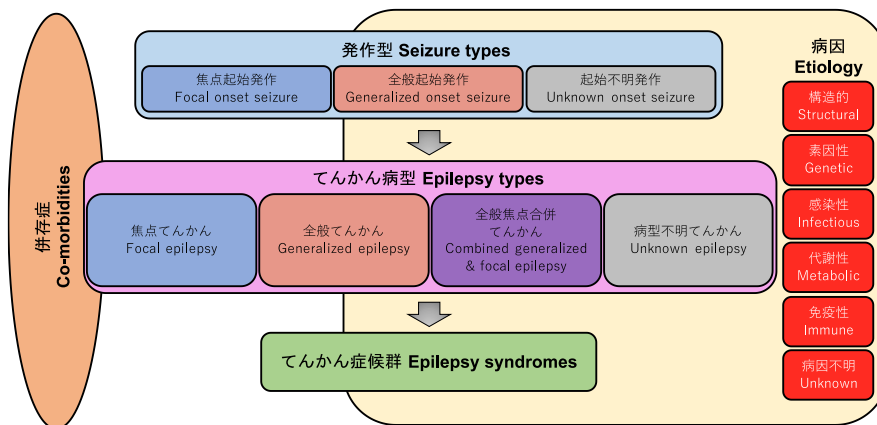 発作型 Seizure types
焦点起始発作
Focal onset seizure
全般起始発作
Generalized onset seizure
起始不明発作
Unknown onset seizure
てんかん病型 Epilepsy types
焦点てんかん
Focal epilepsy
全般てんかん
Generalized epilepsy
全般焦点合併
てんかん
Combined generalized
& focal epilepsy
病型不明てんかん
Unknown epilepsy
てんかん症候群 Epilepsy syndromes
併存症
Co-morbidities
病因
Etiology
構造的
Structural
素因性
Genetic
感染性
Infectious
代謝性
Metabolic
免疫性
Immune
病因不明
Unknown